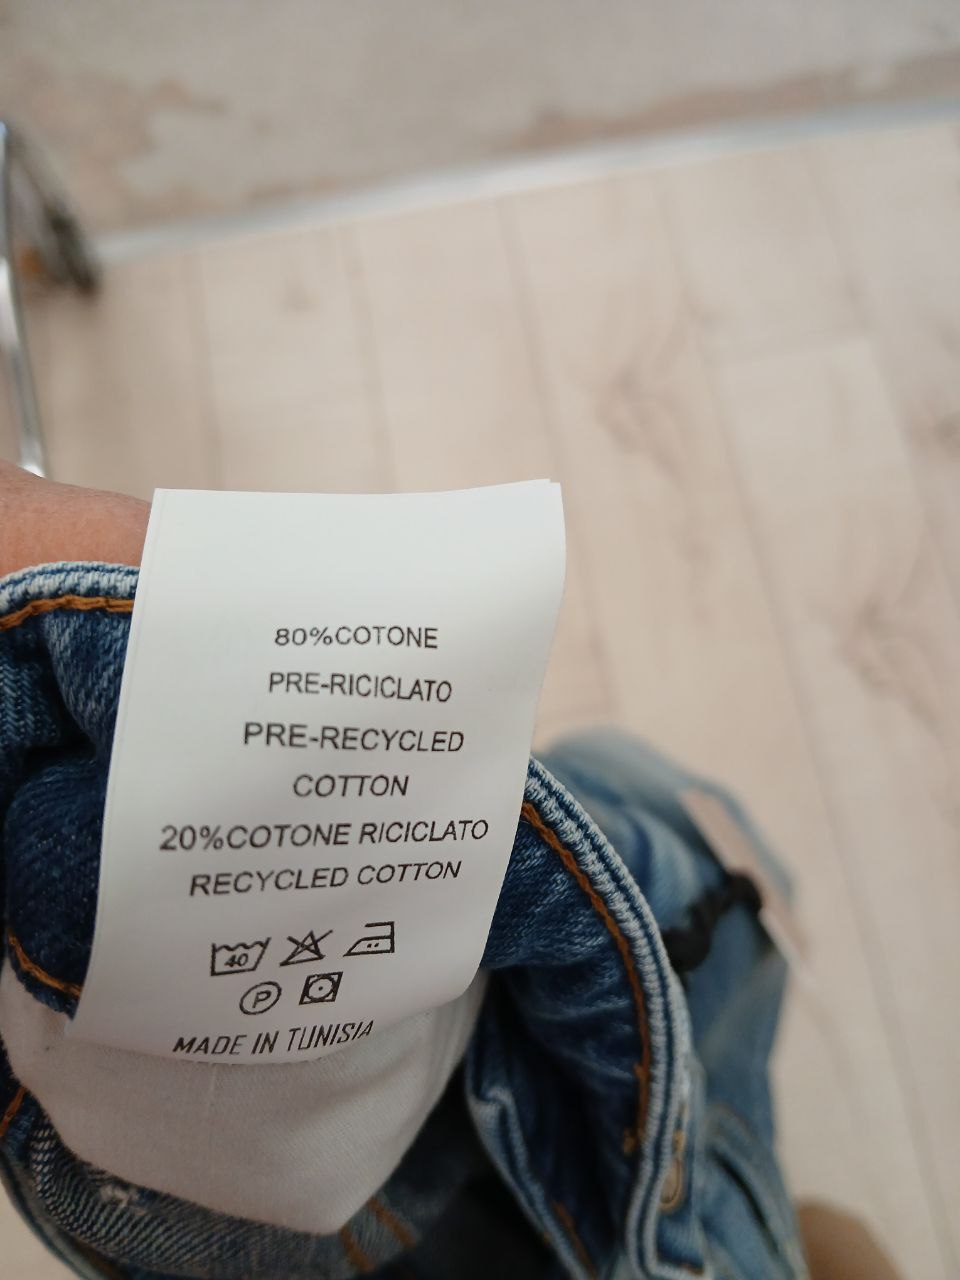 80%COTONE
PRE-RICICLATO
PRE-RECYCLED
COTTON
20%COTONE RICICLATO
RECYCLED COTTON
40
P
MADE IN TUNISIA